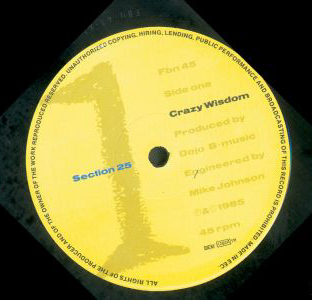 ALL RIGHTS OF THE PRODUCER AND OF THE OWNER OF THE WORK REPRODUCED RESERVED. UNAUTHORIZED COPYING, HIRING, LENDING, PUBLIC PERFORMANCE AND BROADCASTING OF THIS RECORD IS PROHIBITED. MADE IN EEC.
1
Fbn 45
Side one
Crazy Wisdom
Produced by
Dojo B-music
Section 25
Engineered by
Mike Johnson
℗&©1985
45 rpm